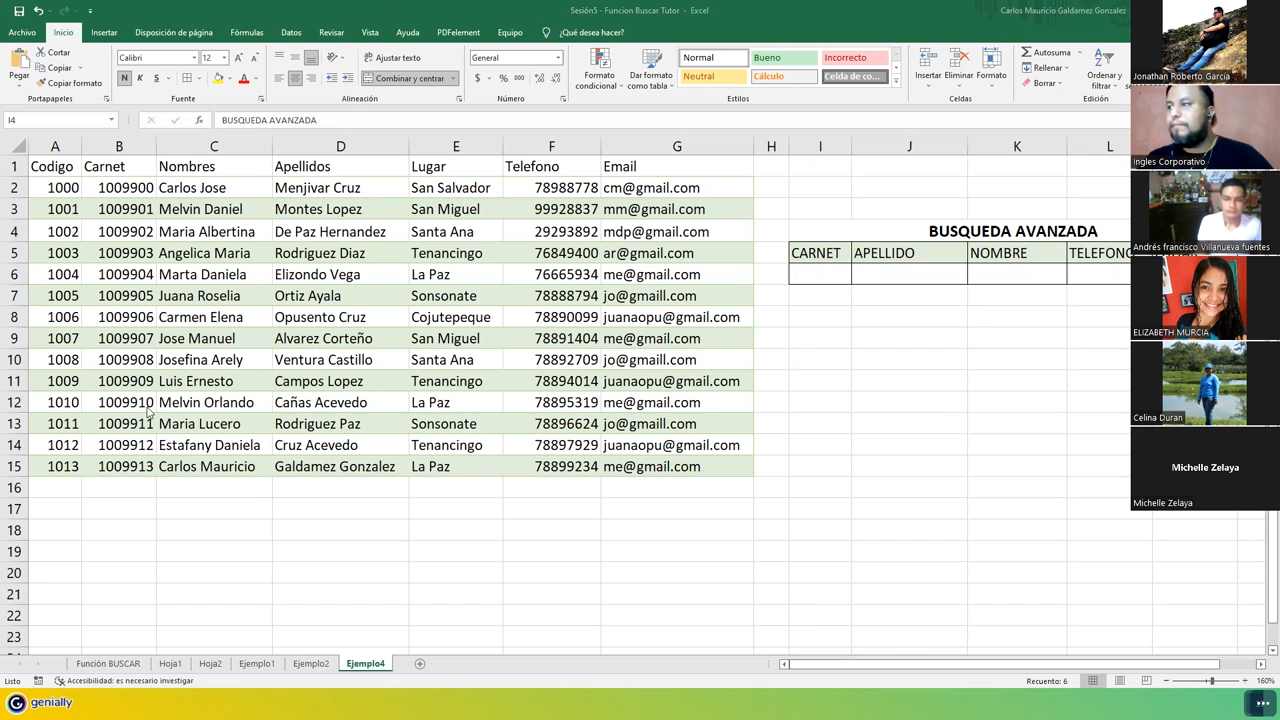 Sesión5 - Funcion Buscar Tutor - Excel
Carlos Mauricio Galdamez Gonzalez
Archivo Inicio Insertar Disposición de página Fórmulas Datos Revisar Vista Ayuda PDFelement Equipo ¿Qué desea hacer?
Pegar
Cortar
Copiar
Copiar formato
Portapapeles
Calibri 12
N K S
Fuente
Ajustar texto
Combinar y centrar
Alineación
General
$ % 000
Número
Formato condicional
Dar formato como tabla
Normal Bueno Incorrecto
Neutral Cálculo Celda de co...
Estilos
Insertar Eliminar Formato
Celdas
Autosuma
Rellenar
Borrar
Ordenar y filtrar
Edición
I4 fx BUSQUEDA AVANZADA
A B C D E F G H I J K L
1 Codigo Carnet Nombres Apellidos Lugar Telefono Email
2 1000 1009900 Carlos Jose Menjivar Cruz San Salvador 78988778 cm@gmail.com
3 1001 1009901 Melvin Daniel Montes Lopez San Miguel 99928837 mm@gmail.com
4 1002 1009902 Maria Albertina De Paz Hernandez Santa Ana 29293892 mdp@gmail.com BUSQUEDA AVANZADA
5 1003 1009903 Angelica Maria Rodriguez Diaz Tenancingo 76849400 ar@gmail.com CARNET APELLIDO NOMBRE TELEFONO
6 1004 1009904 Marta Daniela Elizondo Vega La Paz 76665934 me@gmail.com
7 1005 1009905 Juana Roselia Ortiz Ayala Sonsonate 78888794 jo@gmaill.com
8 1006 1009906 Carmen Elena Opusento Cruz Cojutepeque 78890099 juanaopu@gmail.com
9 1007 1009907 Jose Manuel Alvarez Corteño San Miguel 78891404 me@gmail.com
10 1008 1009908 Josefina Arely Ventura Castillo Santa Ana 78892709 jo@gmaill.com
11 1009 1009909 Luis Ernesto Campos Lopez Tenancingo 78894014 juanaopu@gmail.com
12 1010 1009910 Melvin Orlando Cañas Acevedo La Paz 78895319 me@gmail.com
13 1011 1009911 Maria Lucero Rodriguez Paz Sonsonate 78896624 jo@gmaill.com
14 1012 1009912 Estafany Daniela Cruz Acevedo Tenancingo 78897929 juanaopu@gmail.com
15 1013 1009913 Carlos Mauricio Galdamez Gonzalez La Paz 78899234 me@gmail.com
16
17
18
19
20
21
22
23
Función BUSCAR Hoja1 Hoja2 Ejemplo1 Ejemplo2 Ejemplo4
Listo Accesibilidad: es necesario investigar Recuento: 6 160%
genially
Jonathan Roberto García
Ingles Corporativo
Andrés francisco Villanueva fuentes
ELIZABETH MURCIA
Celina Duran
Michelle Zelaya
Michelle Zelaya